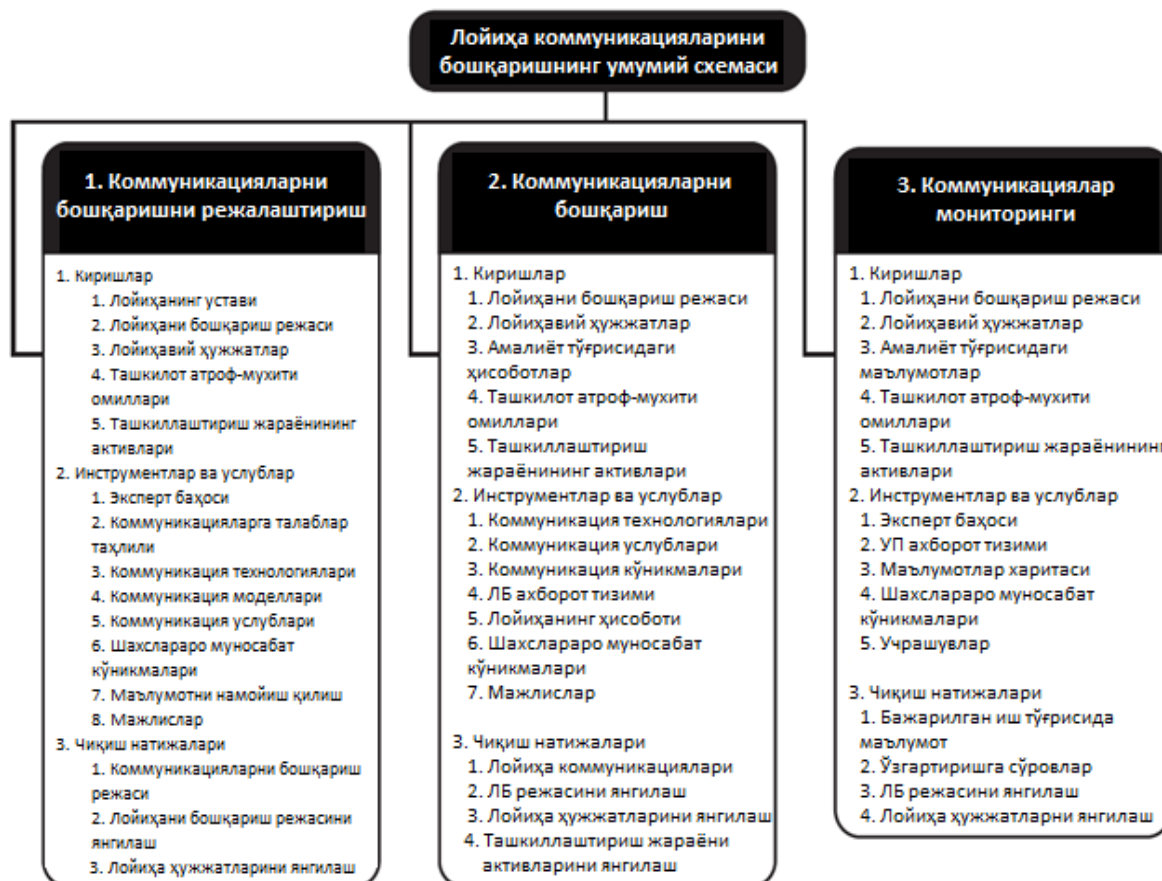 Лойиҳа коммуникацияларини
бошқаришнинг умумий схемаси
1. Коммуникацияларни
бошқаришни режалаштириш
1. Киришлар
1. Лойиҳанинг устави
2. Лойиҳани бошқариш режаси
3. Лойиҳавий ҳужжатлар
4. Ташкилот атроф-мухити
омиллари
5. Ташкиллаштириш жараёнининг
активлари
2. Инструментлар ва услублар
1. Эксперт баҳоси
2. Коммуникацияларга талаблар
таҳлили
3. Коммуникация технологиялари
4. Коммуникация моделлари
5. Коммуникация услублари
6. Шахслараро муносабат
кўникмалари
7. Маълумотни намойиш қилиш
8. Мажлислар
3. Чиқиш натижалари
1. Коммуникацияларни бошқариш
режаси
2. Лойиҳани бошқариш режасини
янгилаш
3. Лойиҳа ҳужжатларини янгилаш
2. Коммуникацияларни
бошқариш
1. Киришлар
1. Лойиҳани бошқариш режаси
2. Лойиҳавий ҳужжатлар
3. Амалиёт тўғрисидаги
ҳисоботлар
4. Ташкилот атроф-мухити
омиллари
5. Ташкиллаштириш
жараёнининг активлари
2. Инструментлар ва услублар
1. Коммуникация технологиялари
2. Коммуникация услублари
3. Коммуникация кўникмалари
4. ЛБ ахборот тизими
5. Лойиҳанинг ҳисоботи
6. Шахслараро муносабат
кўникмалари
7. Мажлислар
3. Чиқиш натижалари
1. Лойиҳа коммуникациялари
2. ЛБ режасини янгилаш
3. Лойиҳа ҳужжатларини янгилаш
4. Ташкиллаштириш жараёни
активларини янгилаш
3. Коммуникациялар
мониторинги
1. Киришлар
1. Лойиҳани бошқариш режаси
2. Лойиҳавий ҳужжатлар
3. Амалиёт тўғрисидаги
маълумотлар
4. Ташкилот атроф-мухити
омиллари
5. Ташкиллаштириш жараёнининг
активлари
2. Инструментлар ва услублар
1. Эксперт баҳоси
2. УП ахборот тизими
3. Маълумотлар харитаси
4. Шахслараро муносабат
кўникмалари
5. Учрашувлар
3. Чиқиш натижалари
1. Бажарилган иш тўғрисида
маълумот
2. Ўзгартиришга сўровлар
3. ЛБ режасини янгилаш
4. Лойиҳа ҳужжатларни янгилаш